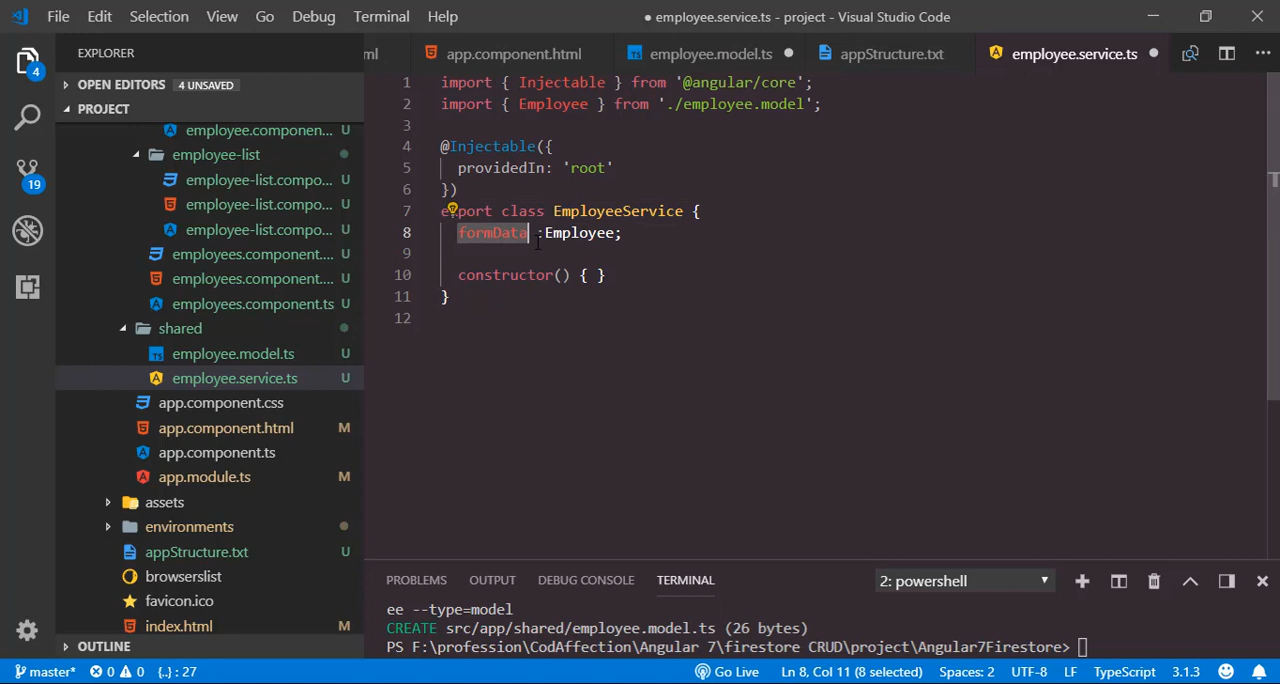 File Edit Selection View Go Debug Terminal Help
● employee.service.ts - project - Visual Studio Code
EXPLORER
ml
app.component.html
employee.model.ts ●
appStructure.txt
employee.service.ts ●
4
OPEN EDITORS 4 UNSAVED
PROJECT
employee.componen... U
employee-list
employee-list.compo... U
employee-list.compo... U
employee-list.compo... U
employees.component.... U
employees.component.... U
employees.component.ts U
shared
employee.model.ts U
employee.service.ts U
app.component.css
app.component.html M
app.component.ts
app.module.ts M
assets
environments
appStructure.txt U
browserslist
favicon.ico
index.html M
OUTLINE
19
1 import { Injectable } from '@angular/core';
2 import { Employee } from './employee.model';
3
4 @Injectable({
5 providedIn: 'root'
6 })
7 export class EmployeeService {
8 formData :Employee;
9
10 constructor() { }
11 }
12
PROBLEMS OUTPUT DEBUG CONSOLE TERMINAL 2: powershell
ee --type=model
CREATE src/app/shared/employee.model.ts (26 bytes)
PS F:\profession\CodAffection\Angular 7\firestore CRUD\project\Angular7Firestore>
master* 0 0 {..} : 27 Go Live Ln 8, Col 11 (8 selected) Spaces: 2 UTF-8 LF TypeScript 3.1.3